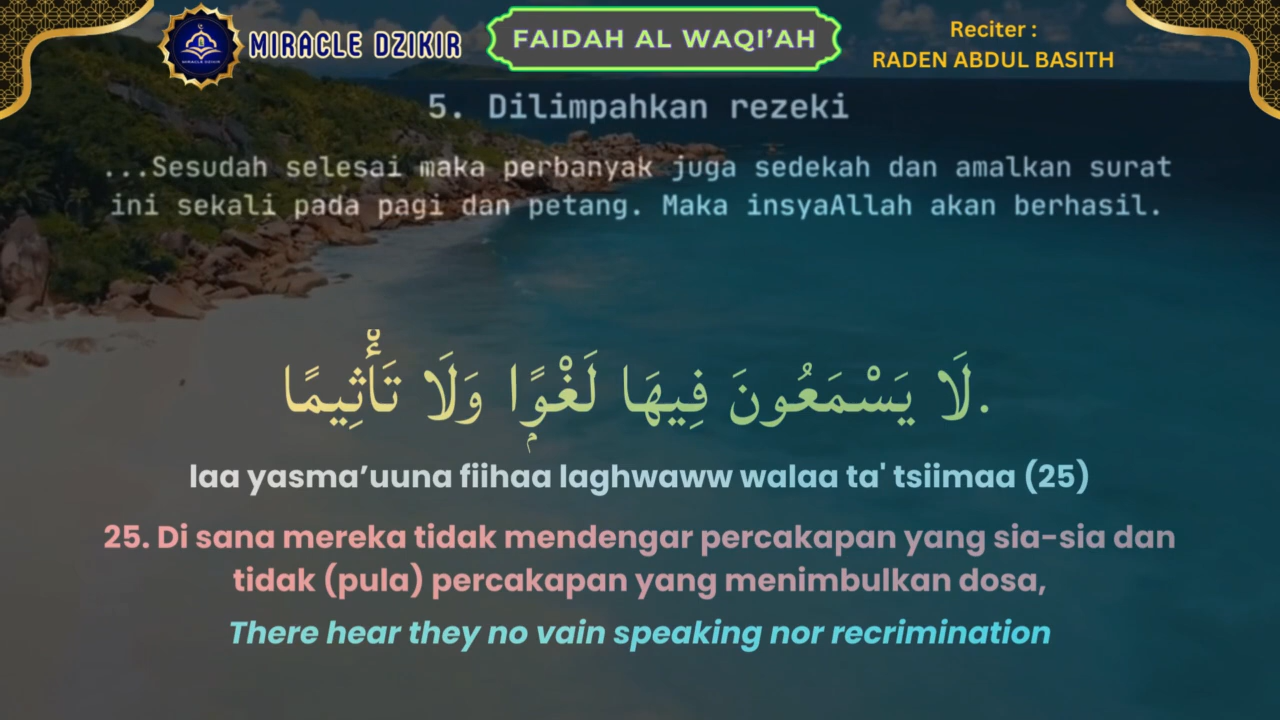 MIRACLE DZIKIR
FAIDAH AL WAQI’AH
Reciter :
RADEN ABDUL BASITH
5. Dilimpahkan rezeki
...Sesudah selesai maka perbanyak juga sedekah dan amalkan surat
ini sekali pada pagi dan petang. Maka insyaAllah akan berhasil.
لَا يَسْمَعُونَ فِيهَا لَغْوًۭا وَلَا تَأْثِيمًا.
laa yasma’uuna fiihaa laghwaww walaa ta' tsiimaa (25)
25. Di sana mereka tidak mendengar percakapan yang sia-sia dan
tidak (pula) percakapan yang menimbulkan dosa,
There hear they no vain speaking nor recrimination